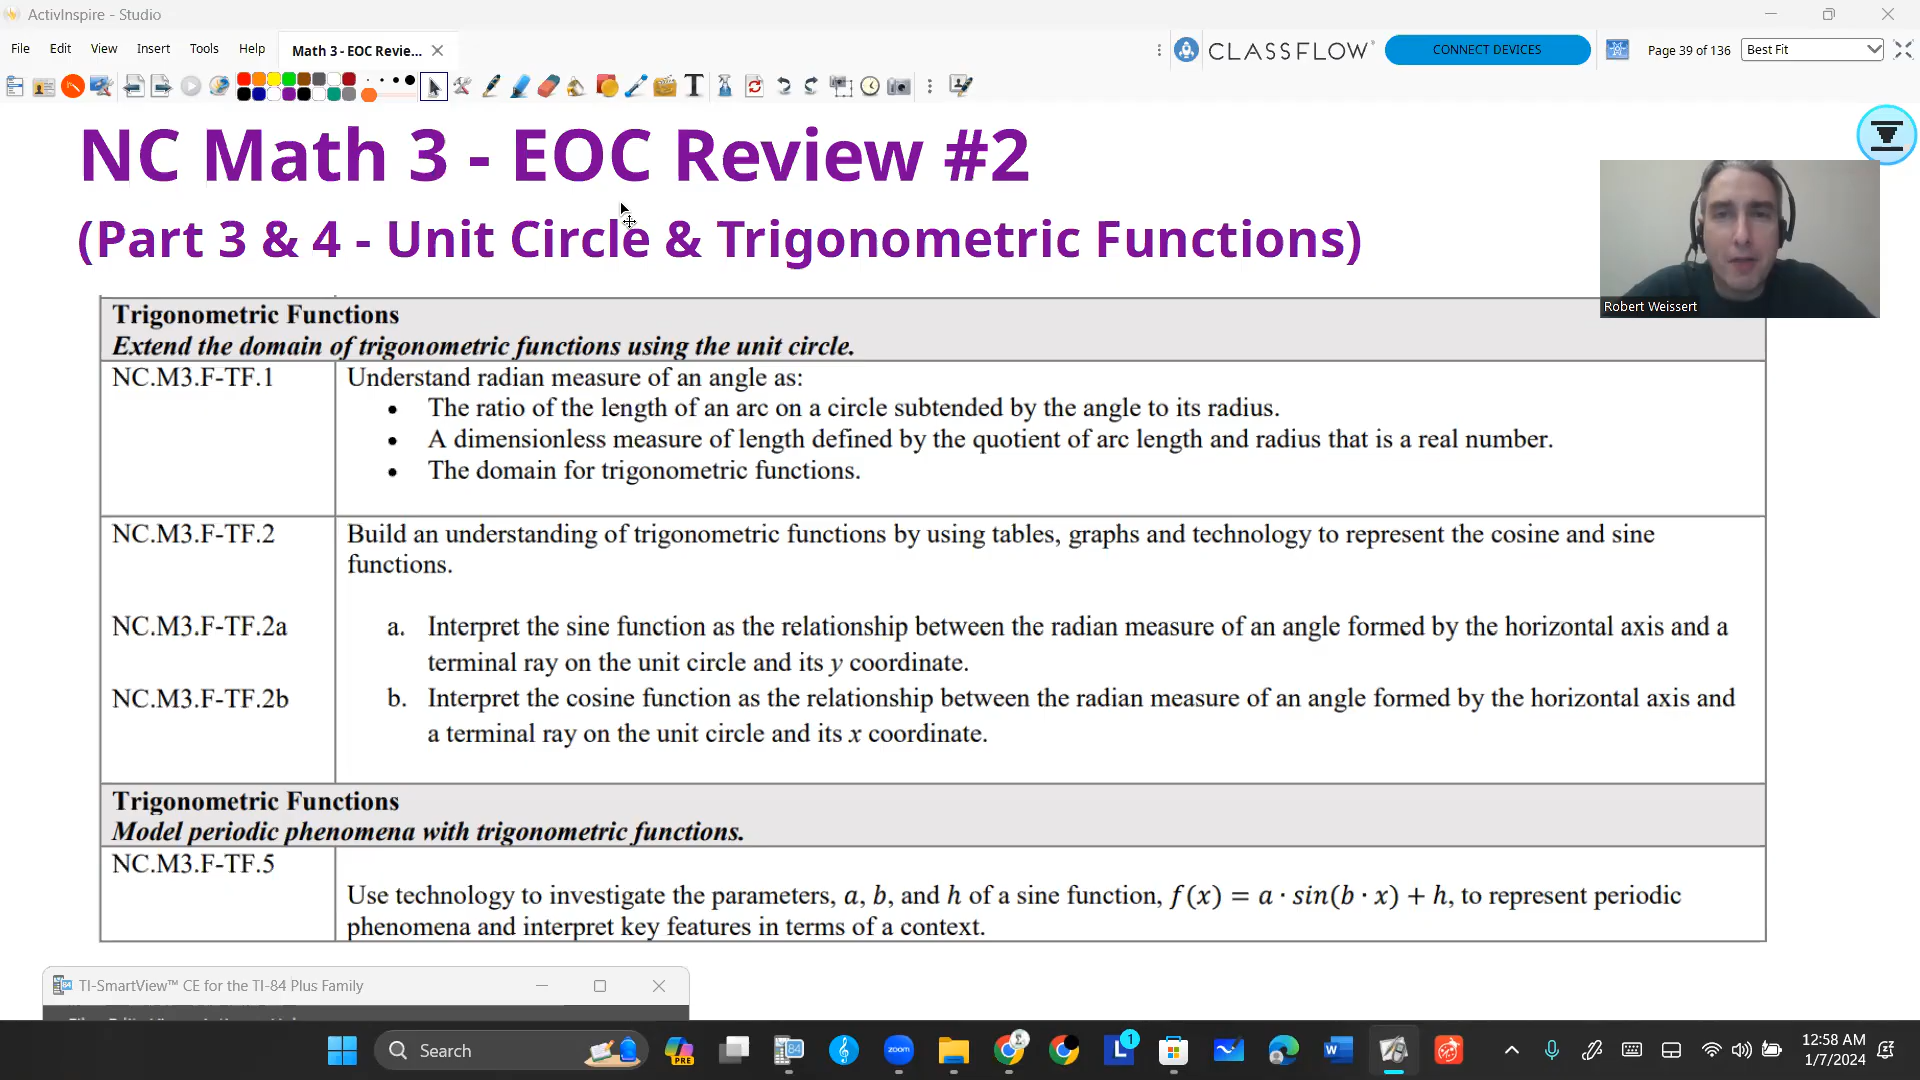 ActivInspire - Studio
File Edit View Insert Tools Help Math 3 - EOC Revie... CLASSFLOW CONNECT DEVICES Page 39 of 136 Best Fit
NC Math 3 - EOC Review #2
(Part 3 & 4 - Unit Circle & Trigonometric Functions)
Robert Weissert
Trigonometric Functions
Extend the domain of trigonometric functions using the unit circle.
NC.M3.F-TF.1 Understand radian measure of an angle as:
• The ratio of the length of an arc on a circle subtended by the angle to its radius.
• A dimensionless measure of length defined by the quotient of arc length and radius that is a real number.
• The domain for trigonometric functions.
NC.M3.F-TF.2 Build an understanding of trigonometric functions by using tables, graphs and technology to represent the cosine and sine
functions.
NC.M3.F-TF.2a a. Interpret the sine function as the relationship between the radian measure of an angle formed by the horizontal axis and a
terminal ray on the unit circle and its y coordinate.
NC.M3.F-TF.2b b. Interpret the cosine function as the relationship between the radian measure of an angle formed by the horizontal axis and
a terminal ray on the unit circle and its x coordinate.
Trigonometric Functions
Model periodic phenomena with trigonometric functions.
NC.M3.F-TF.5
Use technology to investigate the parameters, a, b, and h of a sine function, f(x) = a · sin(b · x) + h, to represent periodic
phenomena and interpret key features in terms of a context.
TI-SmartView™ CE for the TI-84 Plus Family
Search PRE 84 zoom L 1 W 12:58 AM
1/7/2024